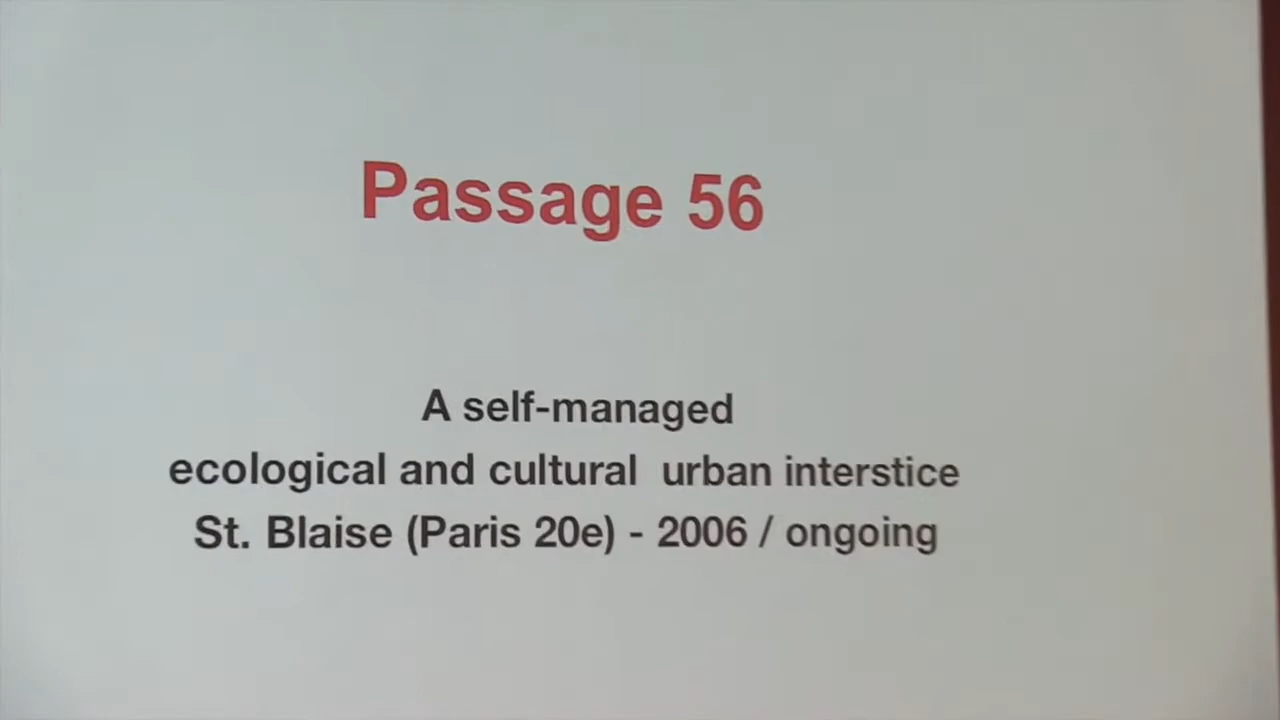 Passage 56
A self-managed
ecological and cultural urban interstice
St. Blaise (Paris 20e) - 2006 / ongoing